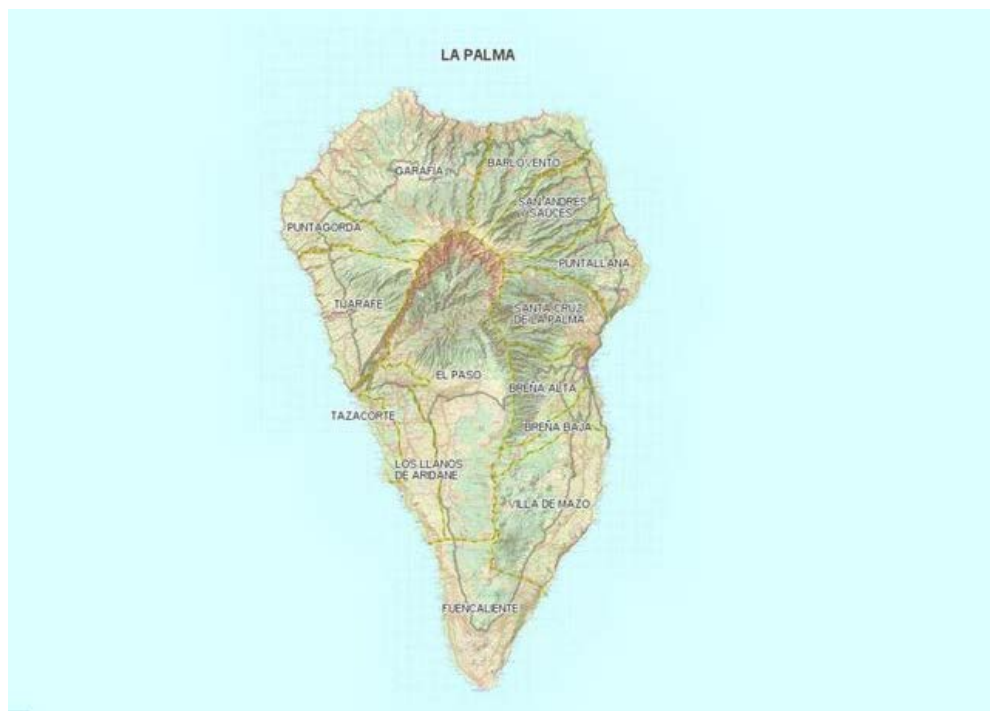 LA PALMA
BARLOVENTO
GARAFÍA
SAN ANDRES
SAUCES
PUNTAGORDA
PUNTALLANA
TIJARAFE
SANTA CRUZ
DE LA PALMA
EL PASO
BREÑA ALTA
TAZACORTE
BREÑA BAJA
LOS LLANOS
DE ARIDANE
VILLA DE MAZO
FUENCALIENTE